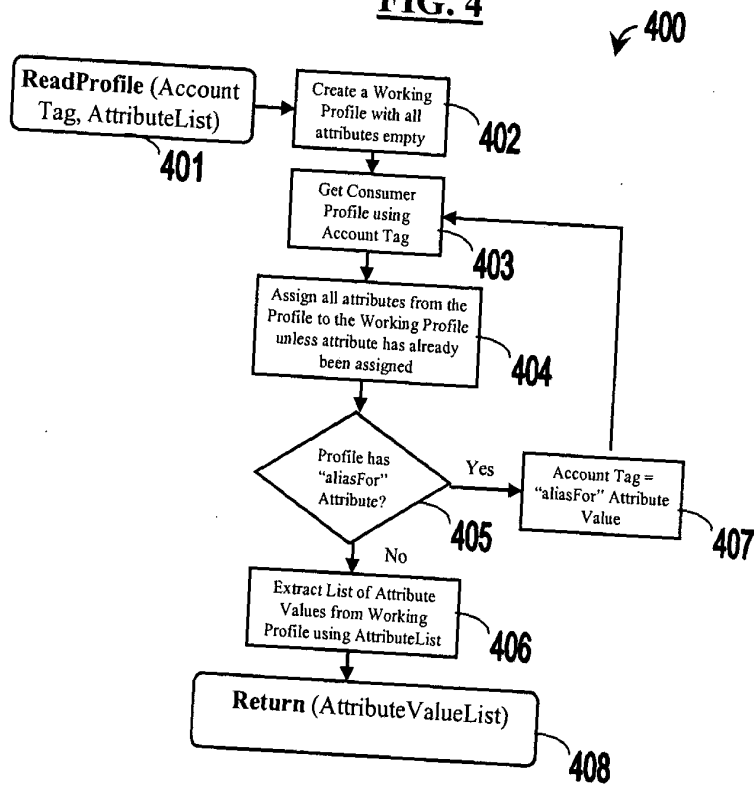 FIG. 4
400
ReadProfile (Account
Tag, AttributeList)
401
Create a Working
Profile with all
attributes empty
402
Get Consumer
Profile using
Account Tag
403
Assign all attributes from the
Profile to the Working Profile
unless attribute has already
been assigned
404
Profile has
“aliasFor”
Attribute?
405
Yes
Account Tag =
“aliasFor” Attribute
Value
407
No
Extract List of Attribute
Values from Working
Profile using AttributeList
406
Return (AttributeValueList)
408